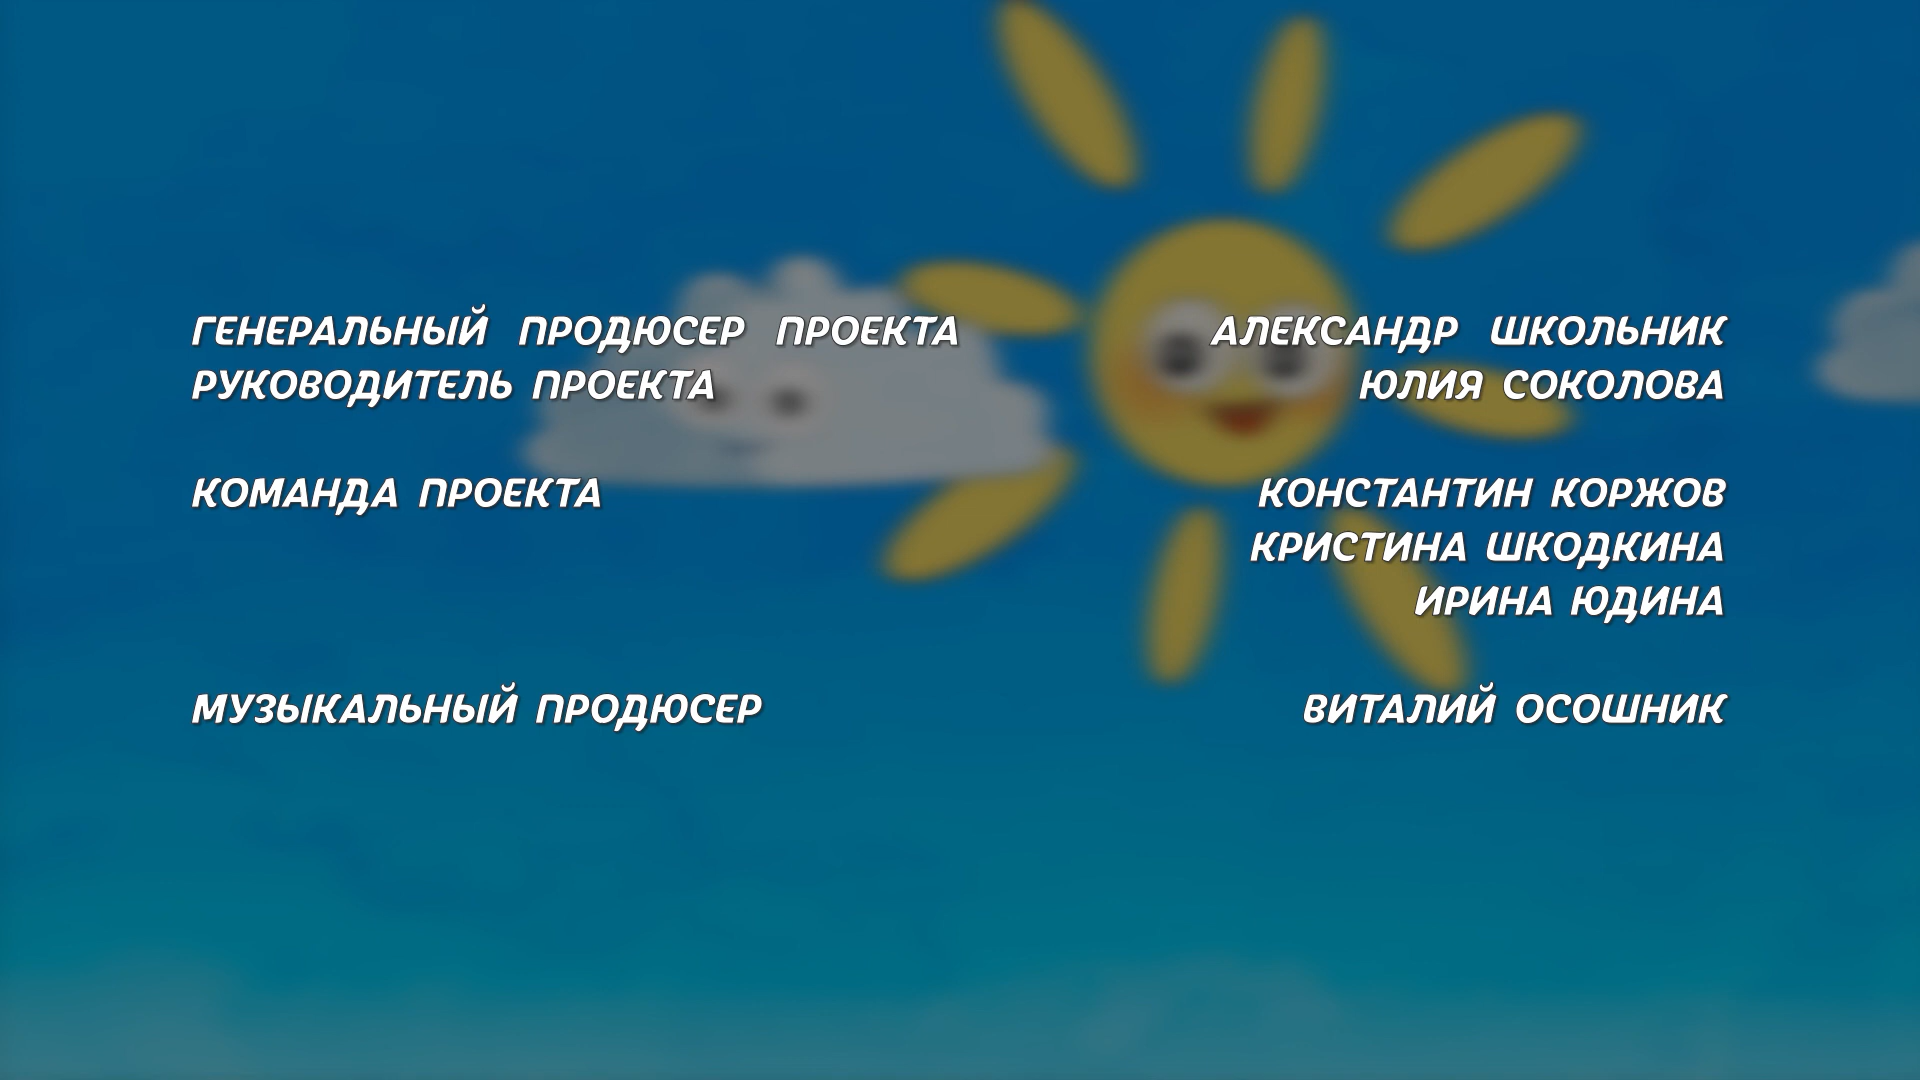 ГЕНЕРАЛЬНЫЙ ПРОДЮСЕР ПРОЕКТА АЛЕКСАНДР ШКОЛЬНИК
РУКОВОДИТЕЛЬ ПРОЕКТА ЮЛИЯ СОКОЛОВА
КОМАНДА ПРОЕКТА КОНСТАНТИН КОРЖОВ
КРИСТИНА ШКОДКИНА
ИРИНА ЮДИНА
МУЗЫКАЛЬНЫЙ ПРОДЮСЕР ВИТАЛИЙ ОСОШНИК